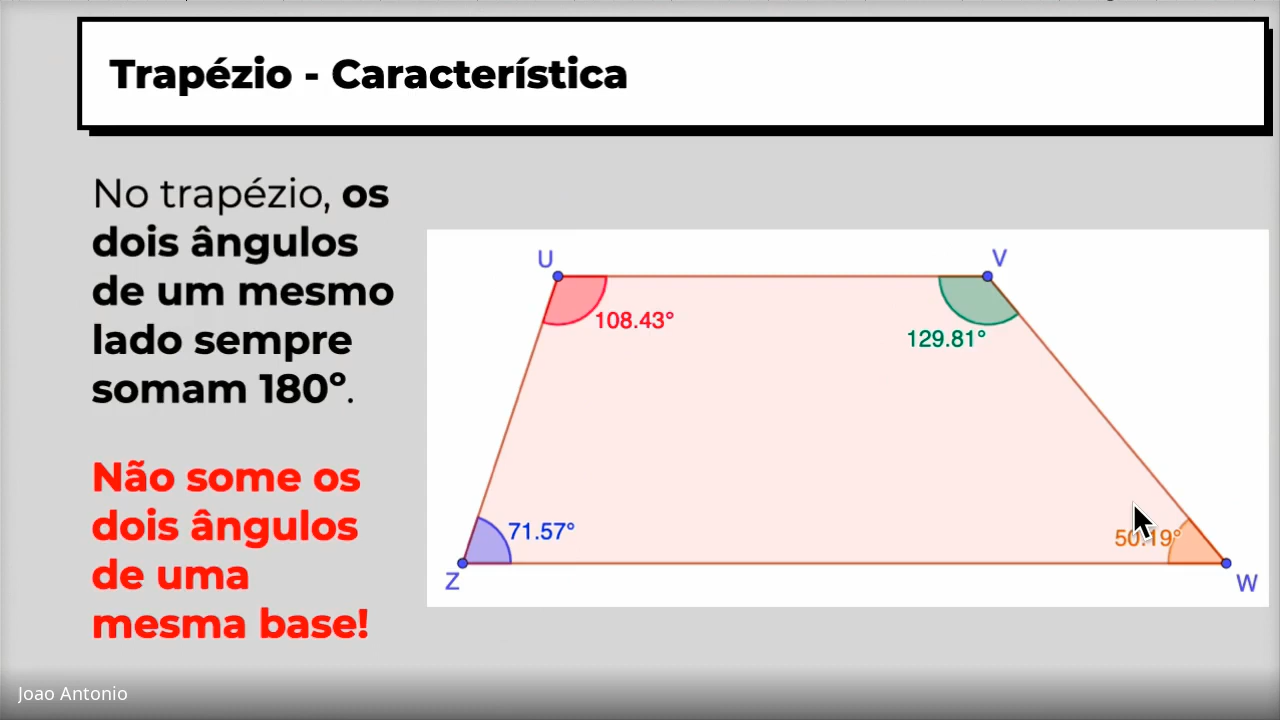 Trapézio - Característica
No trapézio, os
dois ângulos
de um mesmo
lado sempre
somam 180º.
Não some os
dois ângulos
de uma
mesma base!
U
V
108.43°
129.81°
71.57°
50.19°
Z
W
Joao Antonio